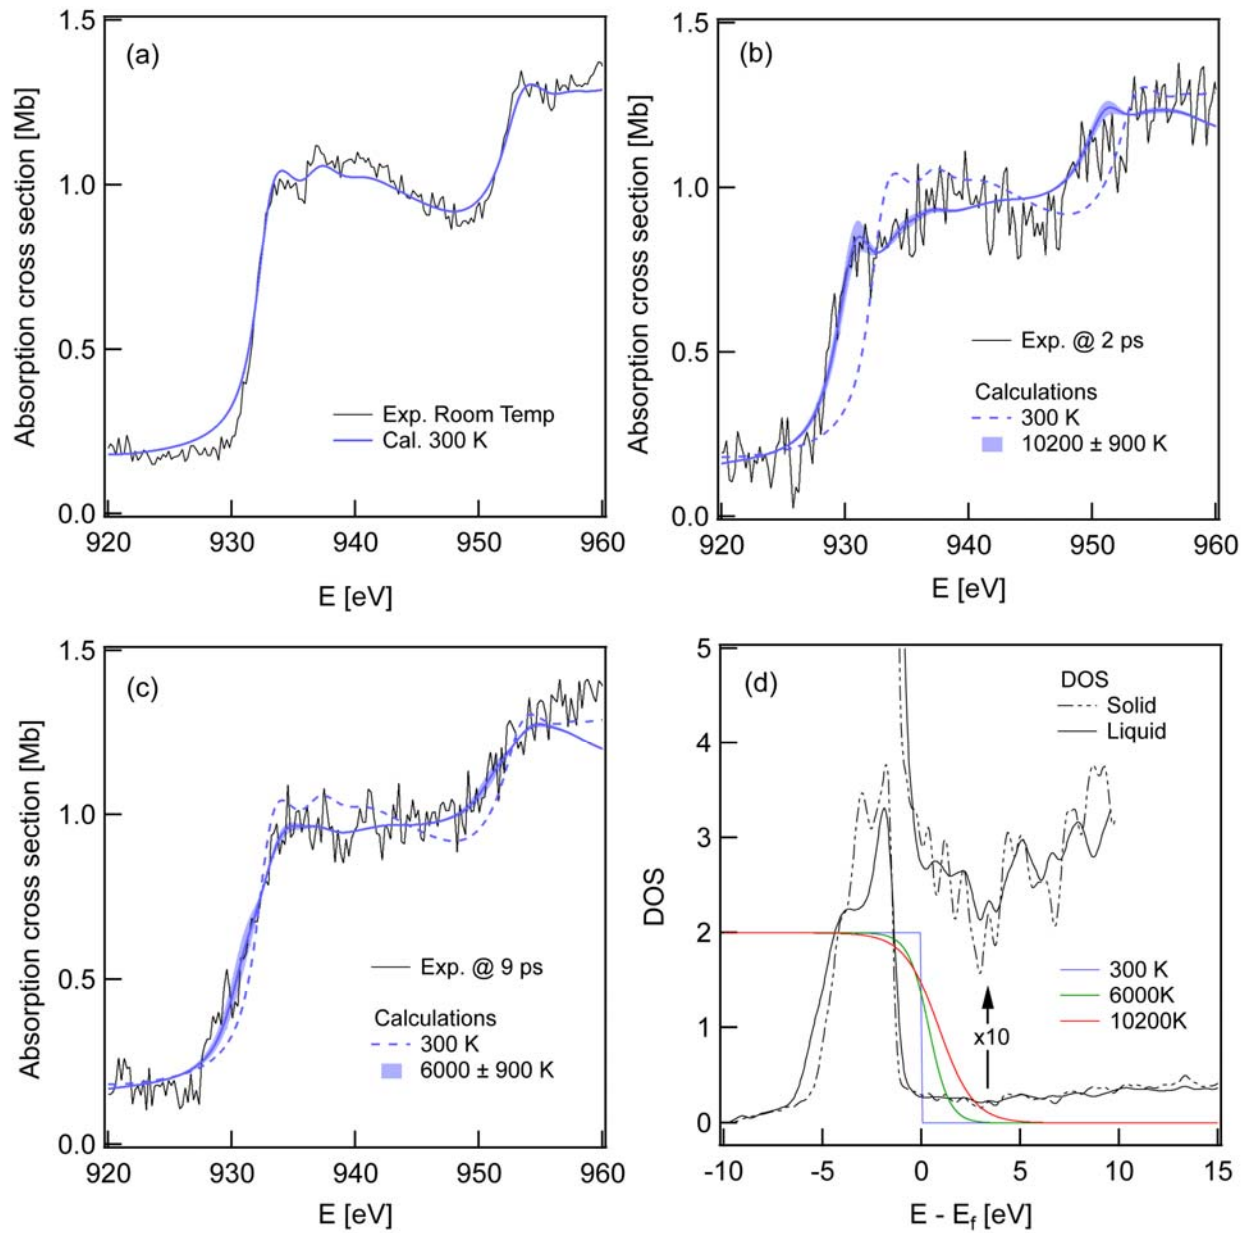 (a)
Absorption cross section [Mb]
1.5
1.0
0.5
0.0
Exp. Room Temp
Cal. 300 K
920 930 940 950 960
E [eV]
(b)
Absorption cross section [Mb]
1.5
1.0
0.5
0.0
Exp. @ 2 ps
Calculations
300 K
10200 ± 900 K
920 930 940 950 960
E [eV]
(c)
Absorption cross section [Mb]
1.5
1.0
0.5
0.0
Exp. @ 9 ps
Calculations
300 K
6000 ± 900 K
920 930 940 950 960
E [eV]
(d)
DOS
5
4
3
2
1
0
DOS
Solid
Liquid
300 K
6000K
10200K
x10
-10 -5 0 5 10 15
E - Ef [eV]